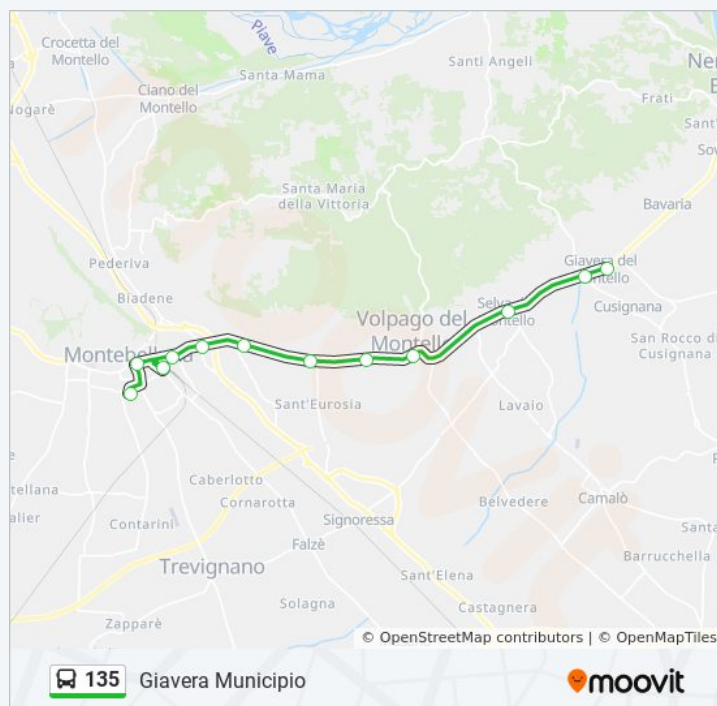 Crocetta del
Montello
Piave
Santi Angeli
Santa Mama
Ciano del
Montello
Nogarè
Frati
Santa Maria
della Vittoria
Bavaria
Pederiva
Giavera del
Montello
Biadene
Cusignana
Selva
Montello
Volpago del
Montello
San Rocco di
Cusignana
Montebelluna
Sant'Eurosia
Lavaio
Caberlotto
Camalò
Cornarotta
Belvedere
Contarini
Signoressa
Falzè
Barrucchella
Trevignano
Sant'Elena
Solagna
Castagnera
Zapparè
© OpenStreetMap contributors | © OpenMapTiles
135 Giavera Municipio
moovit